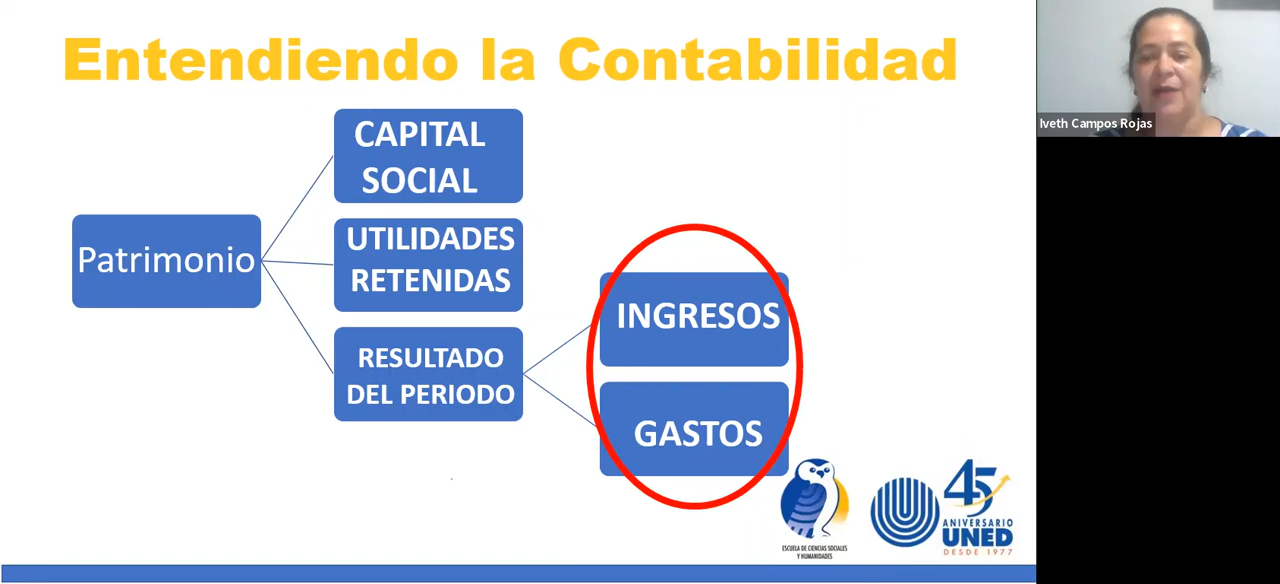 Entendiendo la Contabilidad
Iveth Campos Rojas
CAPITAL
SOCIAL
Patrimonio
UTILIDADES
RETENIDAS
RESULTADO
DEL PERIODO
INGRESOS
GASTOS
ESCUELA DE CIENCIAS SOCIALES
Y HUMANIDADES
45
ANIVERSARIO
UNED
DESDE 1977